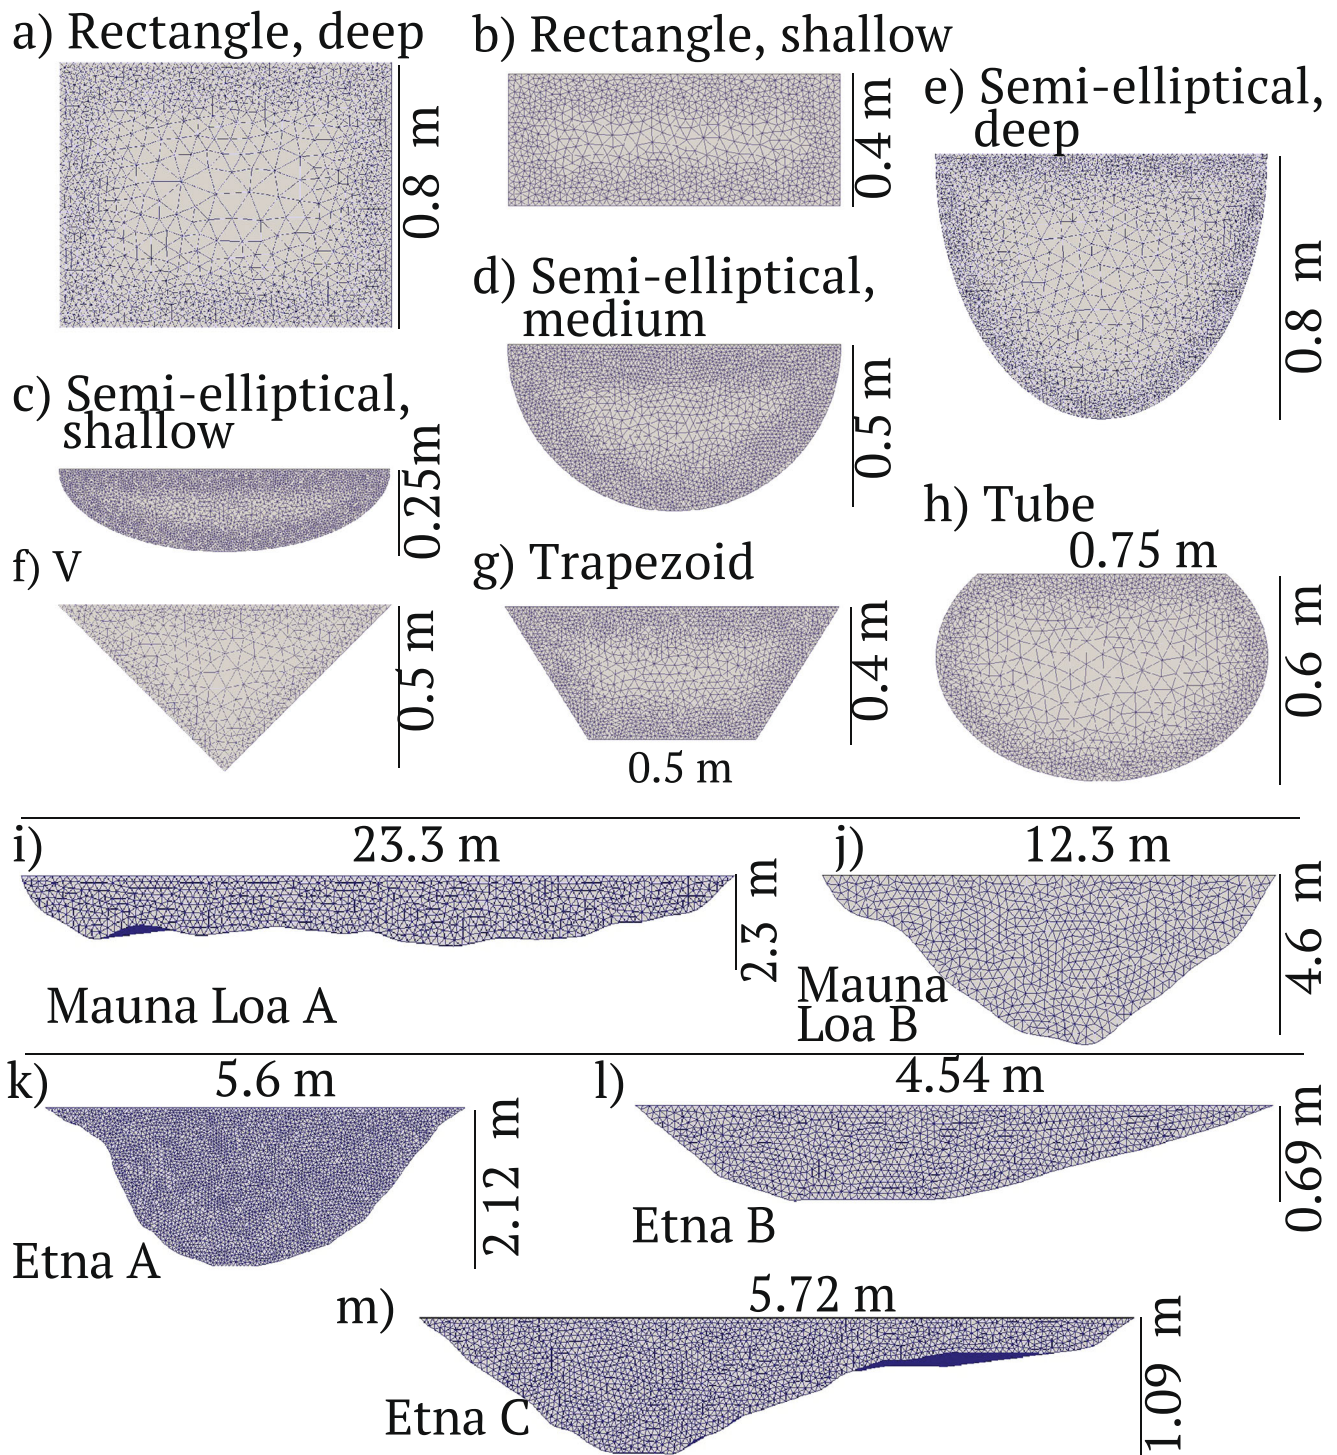 a) Rectangle, deep
0.8 m
b) Rectangle, shallow
0.4 m
e) Semi-elliptical,
deep
0.8 m
c) Semi-elliptical,
shallow
0.25m
d) Semi-elliptical,
medium
0.5 m
f) V
0.5 m
g) Trapezoid
0.4 m
0.5 m
h) Tube
0.75 m
0.6 m
i)
23.3 m
2.3 m
Mauna Loa A
j)
12.3 m
4.6 m
Mauna
Loa B
k)
5.6 m
2.12 m
Etna A
l)
4.54 m
0.69 m
Etna B
m)
5.72 m
1.09 m
Etna C